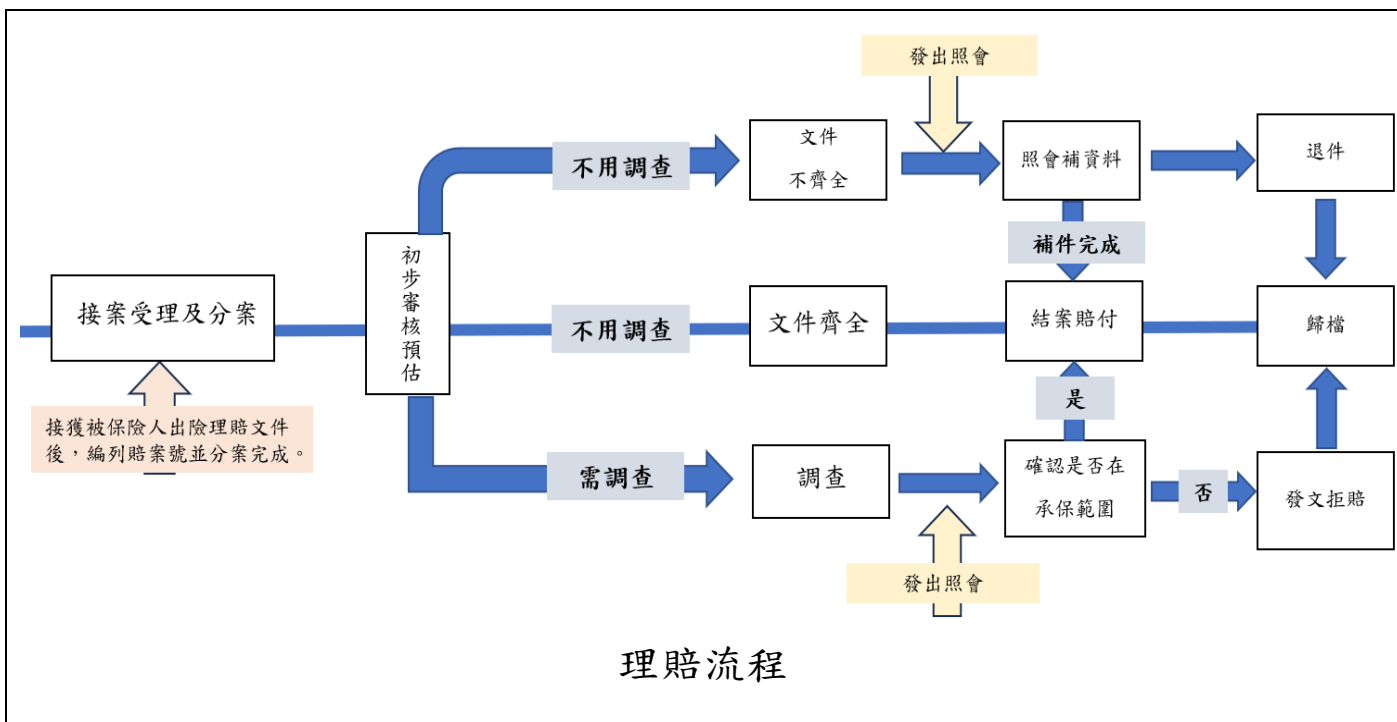 發出照會
不用調查
文件
不齊全
照會補資料
退件
補件完成
接案受理及分案
初步審核預估
不用調查
文件齊全
結案賠付
歸檔
接獲被保險人出險理賠文件
後，編列賠案號並分案完成。
是
需調查
調查
確認是否在
承保範圍
否
發文拒賠
發出照會
理賠流程